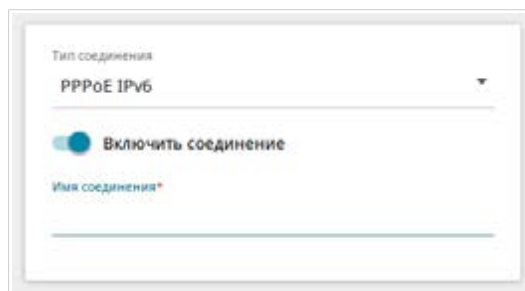 Тип соединения
PPPoE IPv6
Включить соединение
Имя соединения*